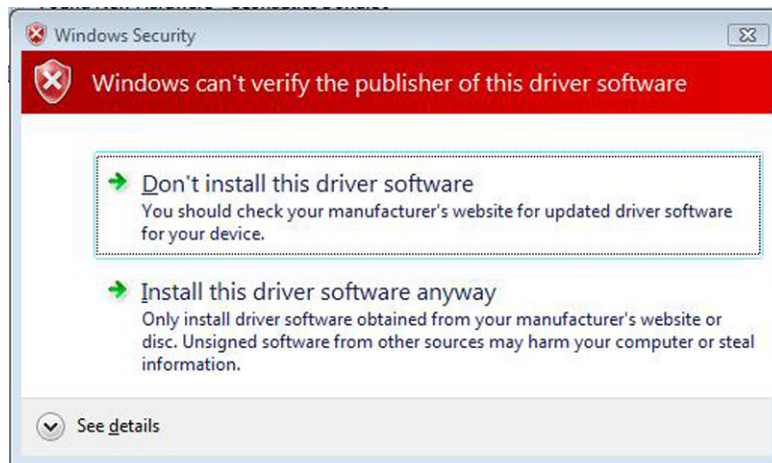 Windows Security
Windows can't verify the publisher of this driver software
Don't install this driver software
You should check your manufacturer's website for updated driver software
for your device.
Install this driver software anyway
Only install driver software obtained from your manufacturer's website or
disc. Unsigned software from other sources may harm your computer or steal
information.
See details